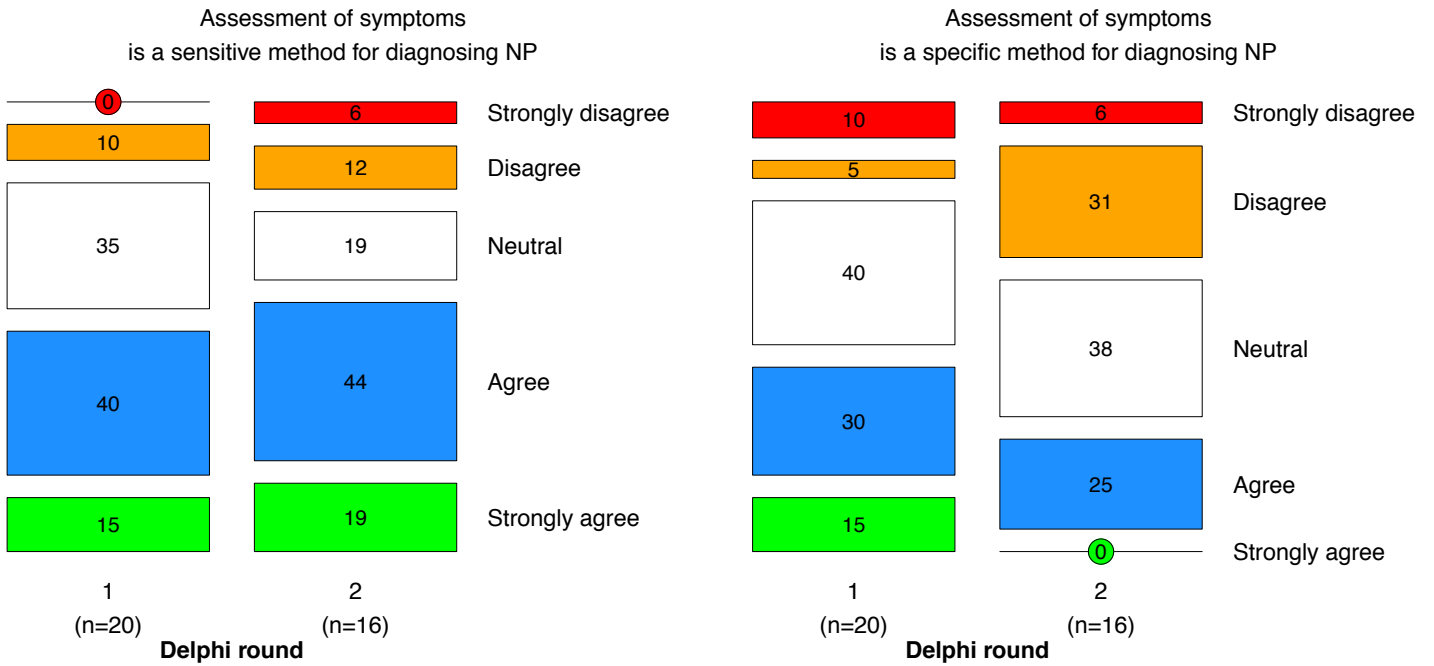 Assessment of symptoms
is a sensitive method for diagnosing NP
0
10
35
40
15
6
12
19
44
19
Strongly disagree
Disagree
Neutral
Agree
Strongly agree
1
2
(n=20)
(n=16)
Delphi round
Assessment of symptoms
is a specific method for diagnosing NP
10
5
40
30
15
6
31
38
25
0
Strongly disagree
Disagree
Neutral
Agree
Strongly agree
1
2
(n=20)
(n=16)
Delphi round